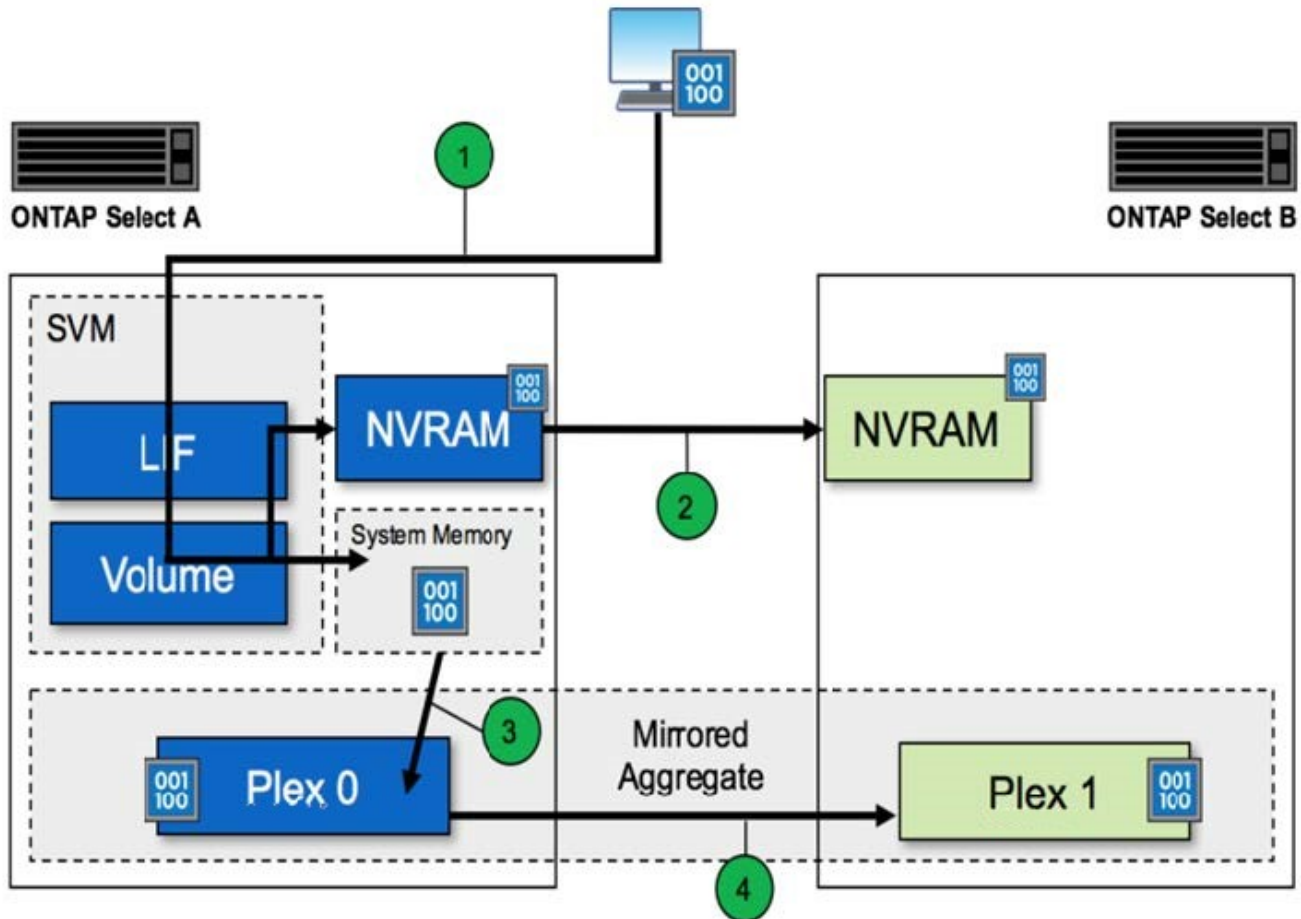 001
100
1
ONTAP Select A
ONTAP Select B
SVM
LIF
Volume
NVRAM
001
100
2
NVRAM
001
100
System Memory
001
100
3
Mirrored
Aggregate
001
100
Plex 0
Plex 1
001
100
4